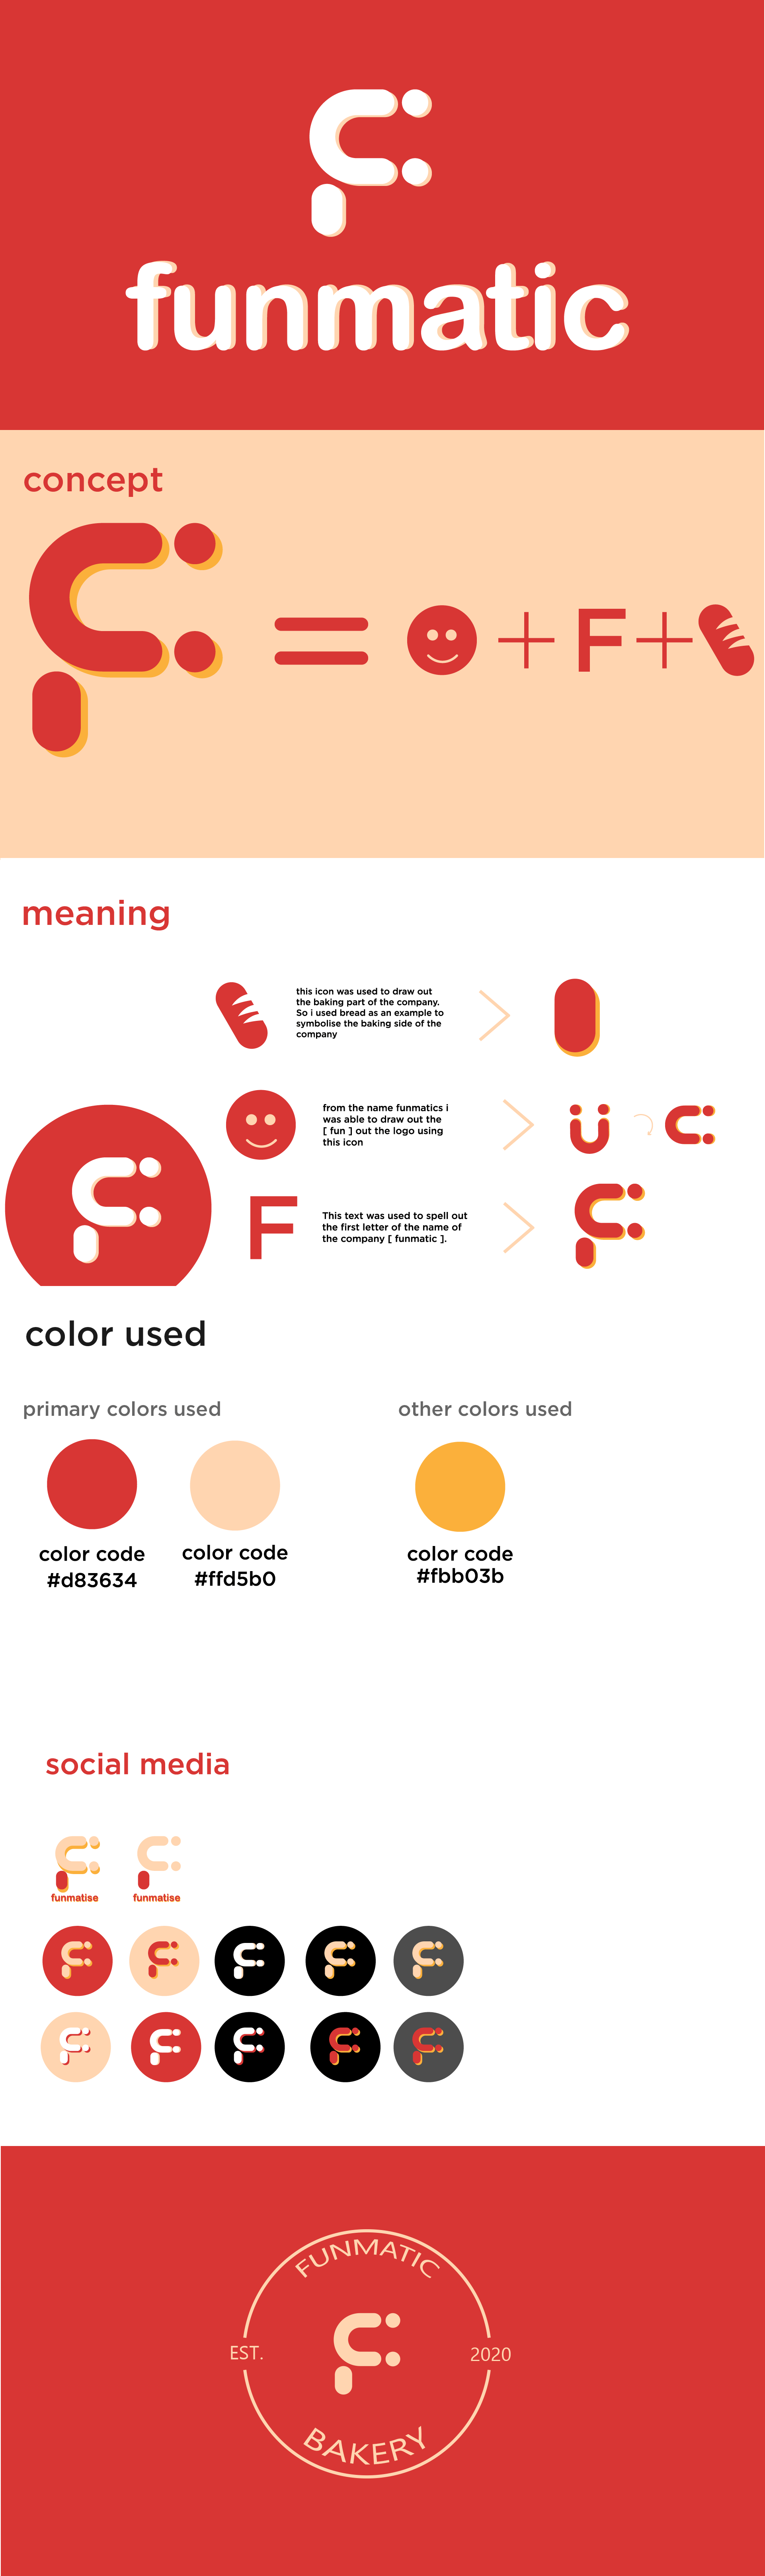 funmatic
concept
F
meaning
this icon was used to draw out
the baking part of the company.
So i used bread as an example to
symbolise the baking side of the
company
from the name funmatics i
was able to draw out the
[ fun ] out the logo using
this icon
F
This text was used to spell out
the first letter of the name of
the company [ funmatic ].
color used
primary colors used
other colors used
color code
#d83634
color code
#ffd5b0
color code
#fbb03b
social media
funmatise
funmatise
FUNMATIC
EST.
2020
BAKERY